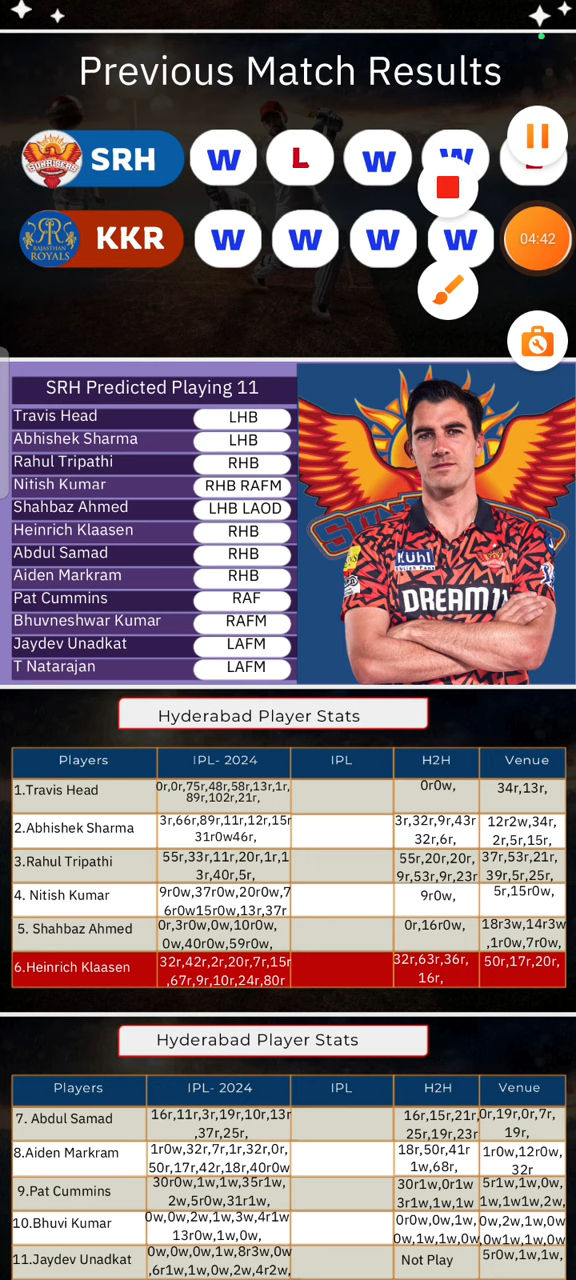 Previous Match Results
SRH W L W W L
SUNRISERS
KKR W W W W
RAJASTHAN
ROYALS
04:42
SRH Predicted Playing 11
Travis Head LHB
Abhishek Sharma LHB
Rahul Tripathi RHB
Nitish Kumar RHB RAFM
Shahbaz Ahmed LHB LAOD
Heinrich Klaasen RHB
Abdul Samad RHB
Aiden Markram RHB
Pat Cummins RAF
Bhuvneshwar Kumar RAFM
Jaydev Unadkat LAFM
T Natarajan LAFM
KUHL
DREAM11
Hyderabad Player Stats
Players IPL- 2024 IPL H2H Venue
1.Travis Head 0r,0r,75r,48r,58r,13r,1r, 0r0w, 34r,13r,
89r,102r,21r,
2.Abhishek Sharma 3r,66r,89r,11r,12r,15r 3r,32r,9r,43r 12r2w,34r,
31r0w46r, 32r,6r, 2r,5r,15r,
3.Rahul Tripathi 55r,33r,11r,20r,1r,1 55r,20r,20r, 37r,53r,21r,
3r,40r,5r, 9r,53r,9r,23r 39r,5r,25r,
4. Nitish Kumar 9r0w,37r0w,20r0w,7 9r0w, 5r,15r0w,
6r0w15r0w,13r,37r
5. Shahbaz Ahmed 0r,3r0w,0w,10r0w, 0r,16r0w, 18r3w,14r3w
0w,40r0w,59r0w, ,1r0w,7r0w,
6.Heinrich Klaasen 32r,42r,2r,20r,7r,15r 32r,63r,36r, 50r,17r,20r,
,67r,9r,10r,24r,80r 16r,
Hyderabad Player Stats
Players IPL- 2024 IPL H2H Venue
7. Abdul Samad 16r,11r,3r,19r,10r,13r 16r,15r,21r, 0r,19r,0r,7r,
,37r,25r, 25r,19r,23r 19r,
8.Aiden Markram 1r0w,32r,7r,1r,32r,0r, 18r,50r,41r 1r0w,12r0w,
50r,17r,42r,18r,40r0w 1w,68r, 32r
9.Pat Cummins 30r0w,1w,1w,35r1w, 30r1w,0r1w 5r1w,1w,0w,
2w,5r0w,31r1w, 3r1w,1w,1w 1w,1w1w,2w,
10.Bhuvi Kumar 0w,0w,2w,1w,3w,4r1w 0r0w,0w,1w, 0w,2w,1w,0w
13r0w,1w,0w, 0w,1w,1w,0w ,0w1w,1w,0w
11.Jaydev Unadkat 0w,0w,0w,1w,8r3w,0w Not Play 5r0w,1w,1w,
,6r1w,1w,0w,2w,4r2w,